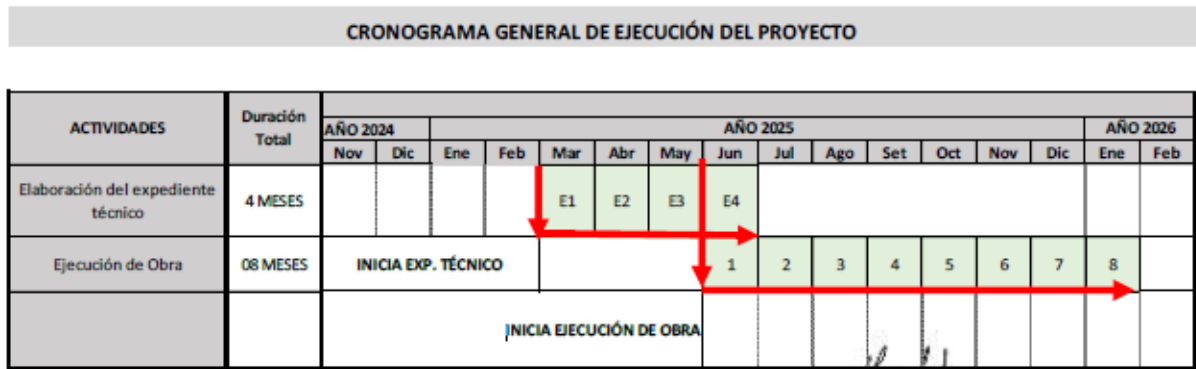 CRONOGRAMA GENERAL DE EJECUCIÓN DEL PROYECTO
ACTIVIDADES Duración Total AÑO 2024 AÑO 2025 AÑO 2026
Nov Dic Ene Feb Mar Abr May Jun Jul Ago Set Oct Nov Dic Ene Feb
Elaboración del expediente técnico 4 MESES E1 E2 E3 E4
Ejecución de Obra 08 MESES INICIA EXP. TÉCNICO 1 2 3 4 5 6 7 8
INICIA EJECUCIÓN DE OBRA